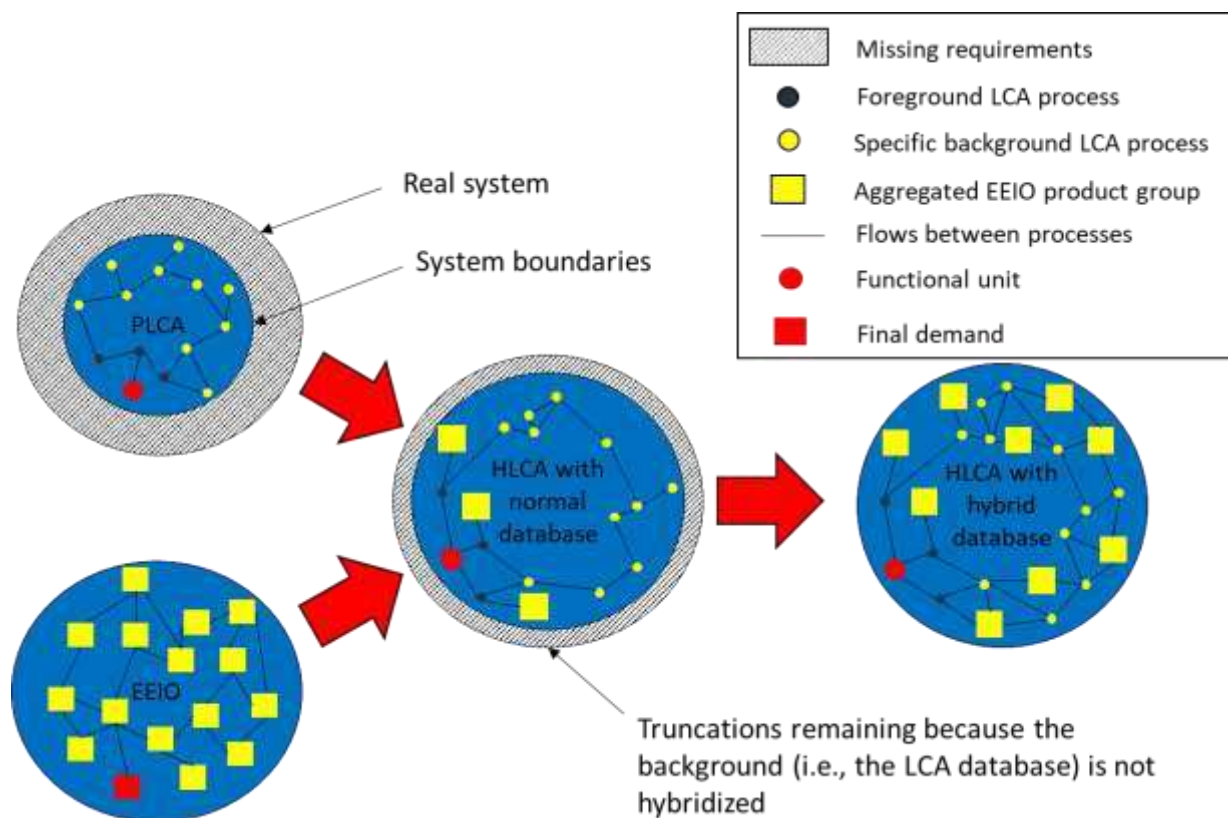 Missing requirements
Foreground LCA process
Specific background LCA process
Aggregated EEIO product group
Flows between processes
Functional unit
Final demand
Real system
System boundaries
PLCA
HLCA with
normal
database
HLCA with
hybrid
database
EEIO
Truncations remaining because the
background (i.e., the LCA database) is not
hybridized